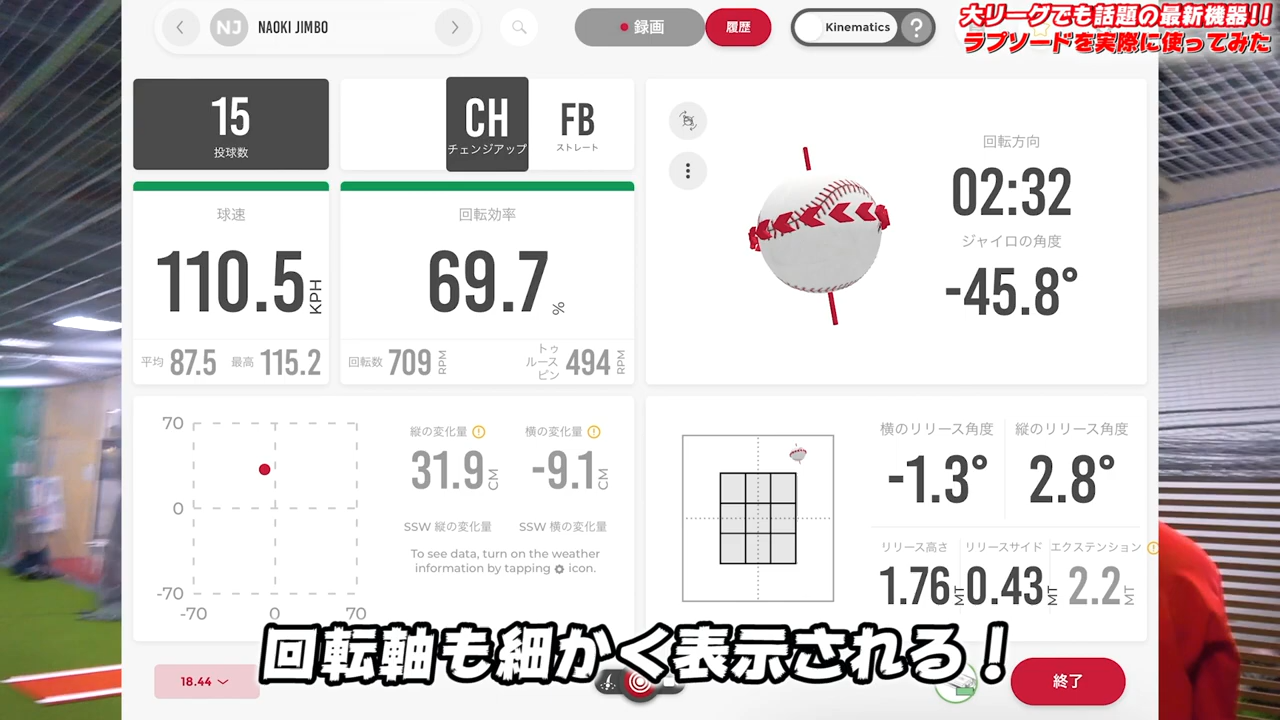 NJ NAOKI JIMBO
録画
履歴
Kinematics ?
大リーグでも話題の最新機器!!
ラプソードを実際に使ってみた
15
投球数
CH
チェンジアップ
FB
ストレート
球速
110.5 KPH
平均 87.5 最高 115.2
回転効率
69.7 %
回転数 709 RPM
トゥルースピン 494 RPM
回転方向
02:32
ジャイロの角度
-45.8°
70
0
-70
-70 0 70
縦の変化量
31.9 CM
横の変化量
-9.1 CM
SSW 縦の変化量 SSW 横の変化量
To see data, turn on the weather
information by tapping icon.
横のリリース角度
-1.3°
縦のリリース角度
2.8°
リリース高さ
1.76 MT
リリースサイド
0.43 MT
エクステンション
2.2 MT
回転軸も細かく表示される!
18.44
終了